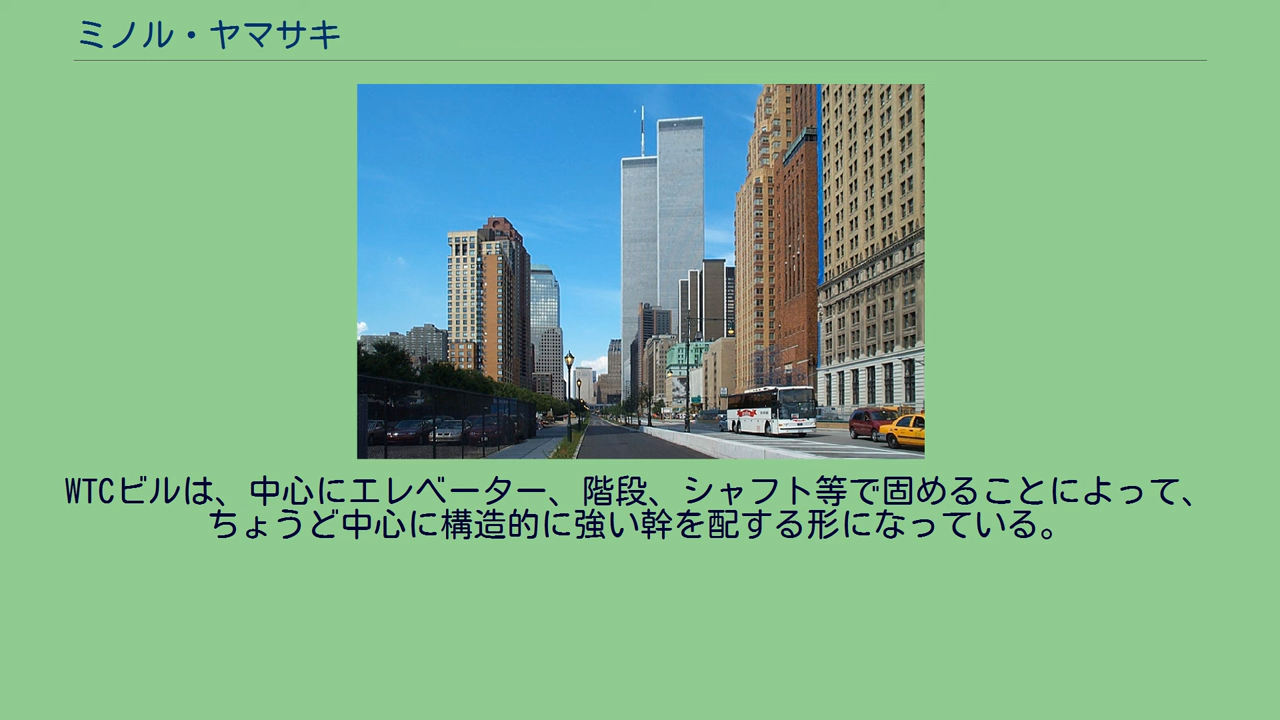 ミノル・ヤマサキ
WTCビルは、中心にエレベーター、階段、シャフト等で固めることによって、
ちょうど中心に構造的に強い幹を配する形になっている。